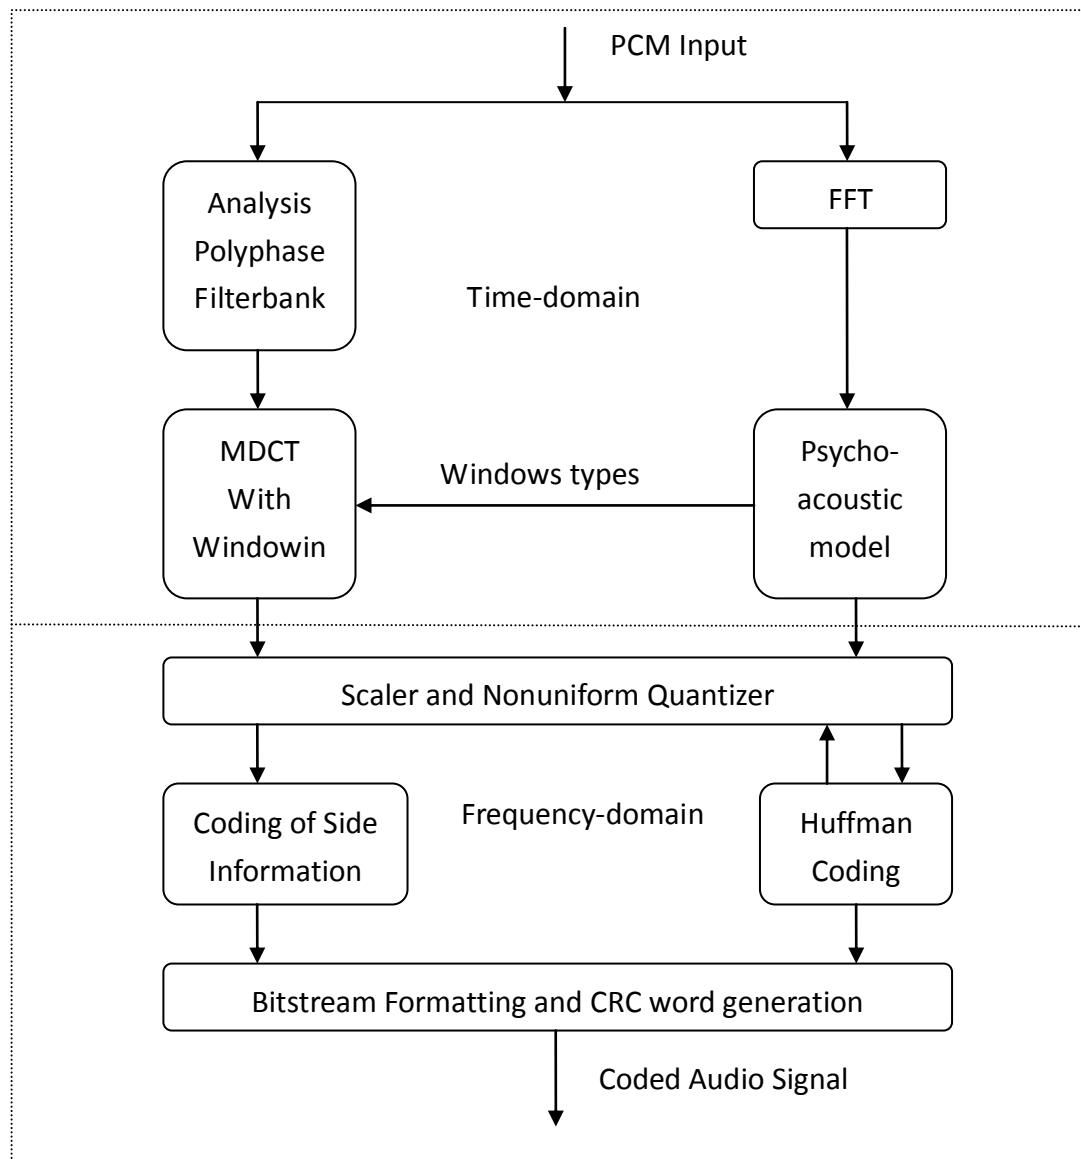 PCM Input
Analysis
Polyphase
Filterbank
FFT
Time-domain
MDCT
With
Windowin
Windows types
Psycho-
acoustic
model
Scaler and Nonuniform Quantizer
Coding of Side
Information
Frequency-domain
Huffman
Coding
Bitstream Formatting and CRC word generation
Coded Audio Signal